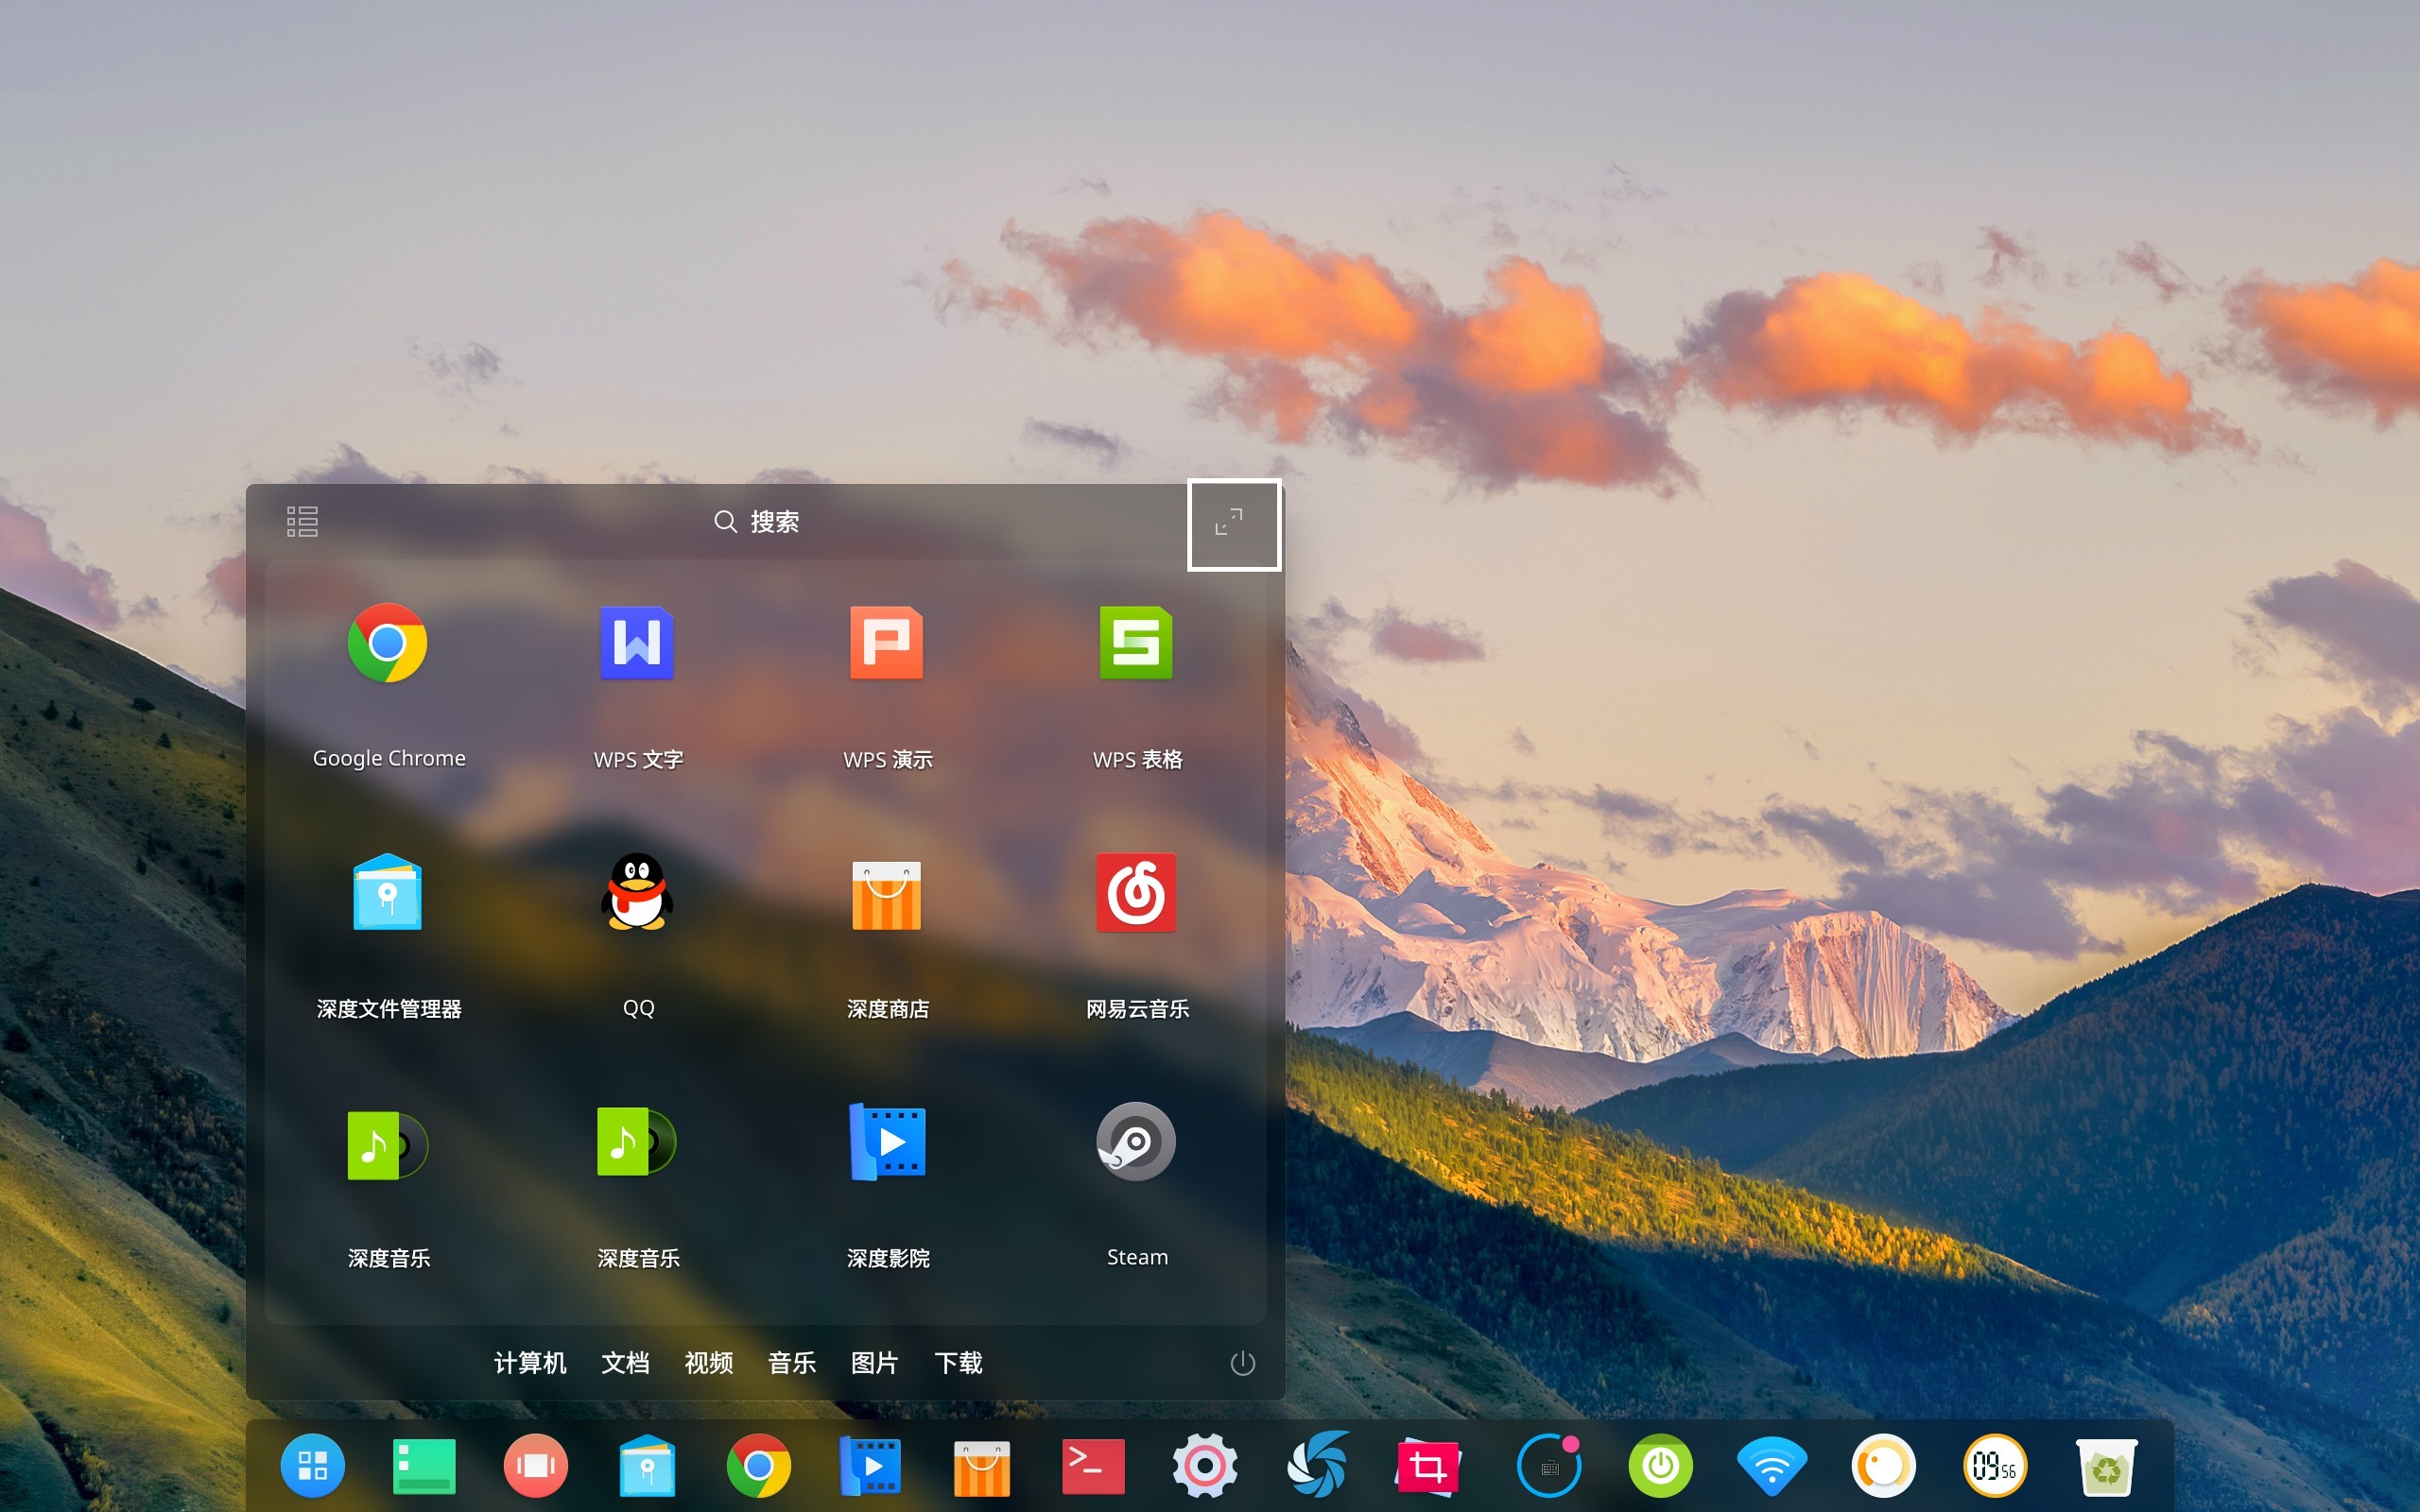 搜索
Google Chrome
WPS 文字
WPS 演示
WPS 表格
深度文件管理器
QQ
深度商店
网易云音乐
深度音乐
深度音乐
深度影院
Steam
计算机 文档 视频 音乐 图片 下载
09 56